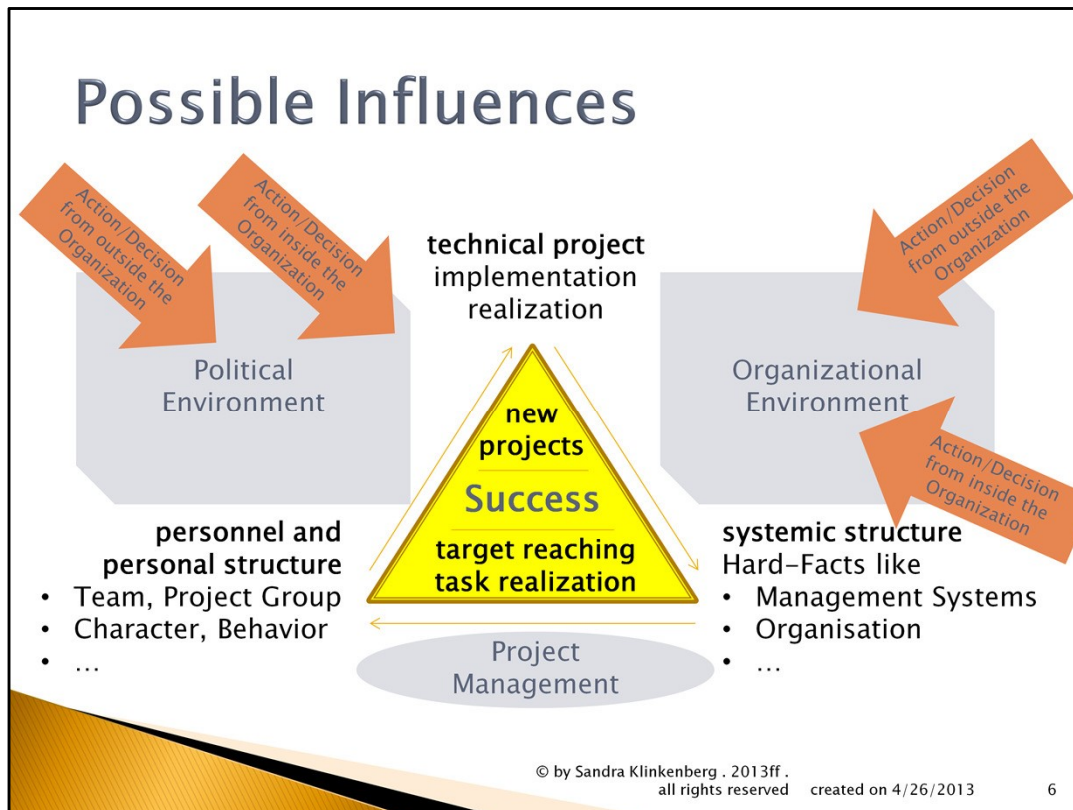 Possible Influences
Action/Decision
from outside the
Organization
Action/Decision
from inside the
Organization
Action/Decision
from outside the
Organization
technical project
implementation
realization
Political
Environment
Organizational
Environment
Action/Decision
from inside the
Organization
new
projects
Success
target reaching
task realization
personnel and
personal structure
• Team, Project Group
• Character, Behavior
• ...
systemic structure
Hard-Facts like
• Management Systems
• Organisation
• ...
Project
Management
© by Sandra Klinkenberg . 2013ff .
all rights reserved
created on 4/26/2013
6